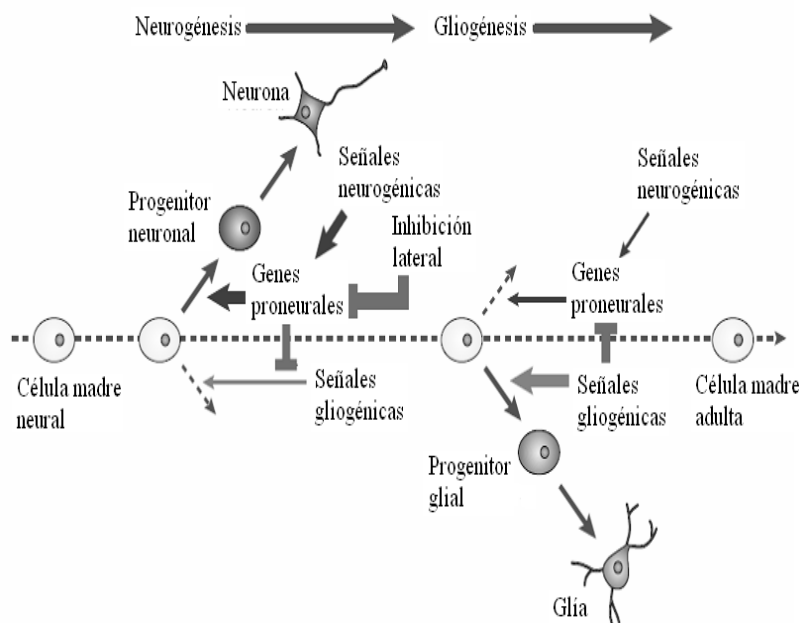 Neurogénesis
Gliogénesis
Neurona
Señales
neurogénicas
Progenitor
neuronal
Inhibición
lateral
Genes
proneurales
Célula madre
neural
Señales
gliogénicas
Señales
neurogénicas
Genes
proneurales
Señales
gliogénicas
Célula madre
adulta
Progenitor
glial
Glía